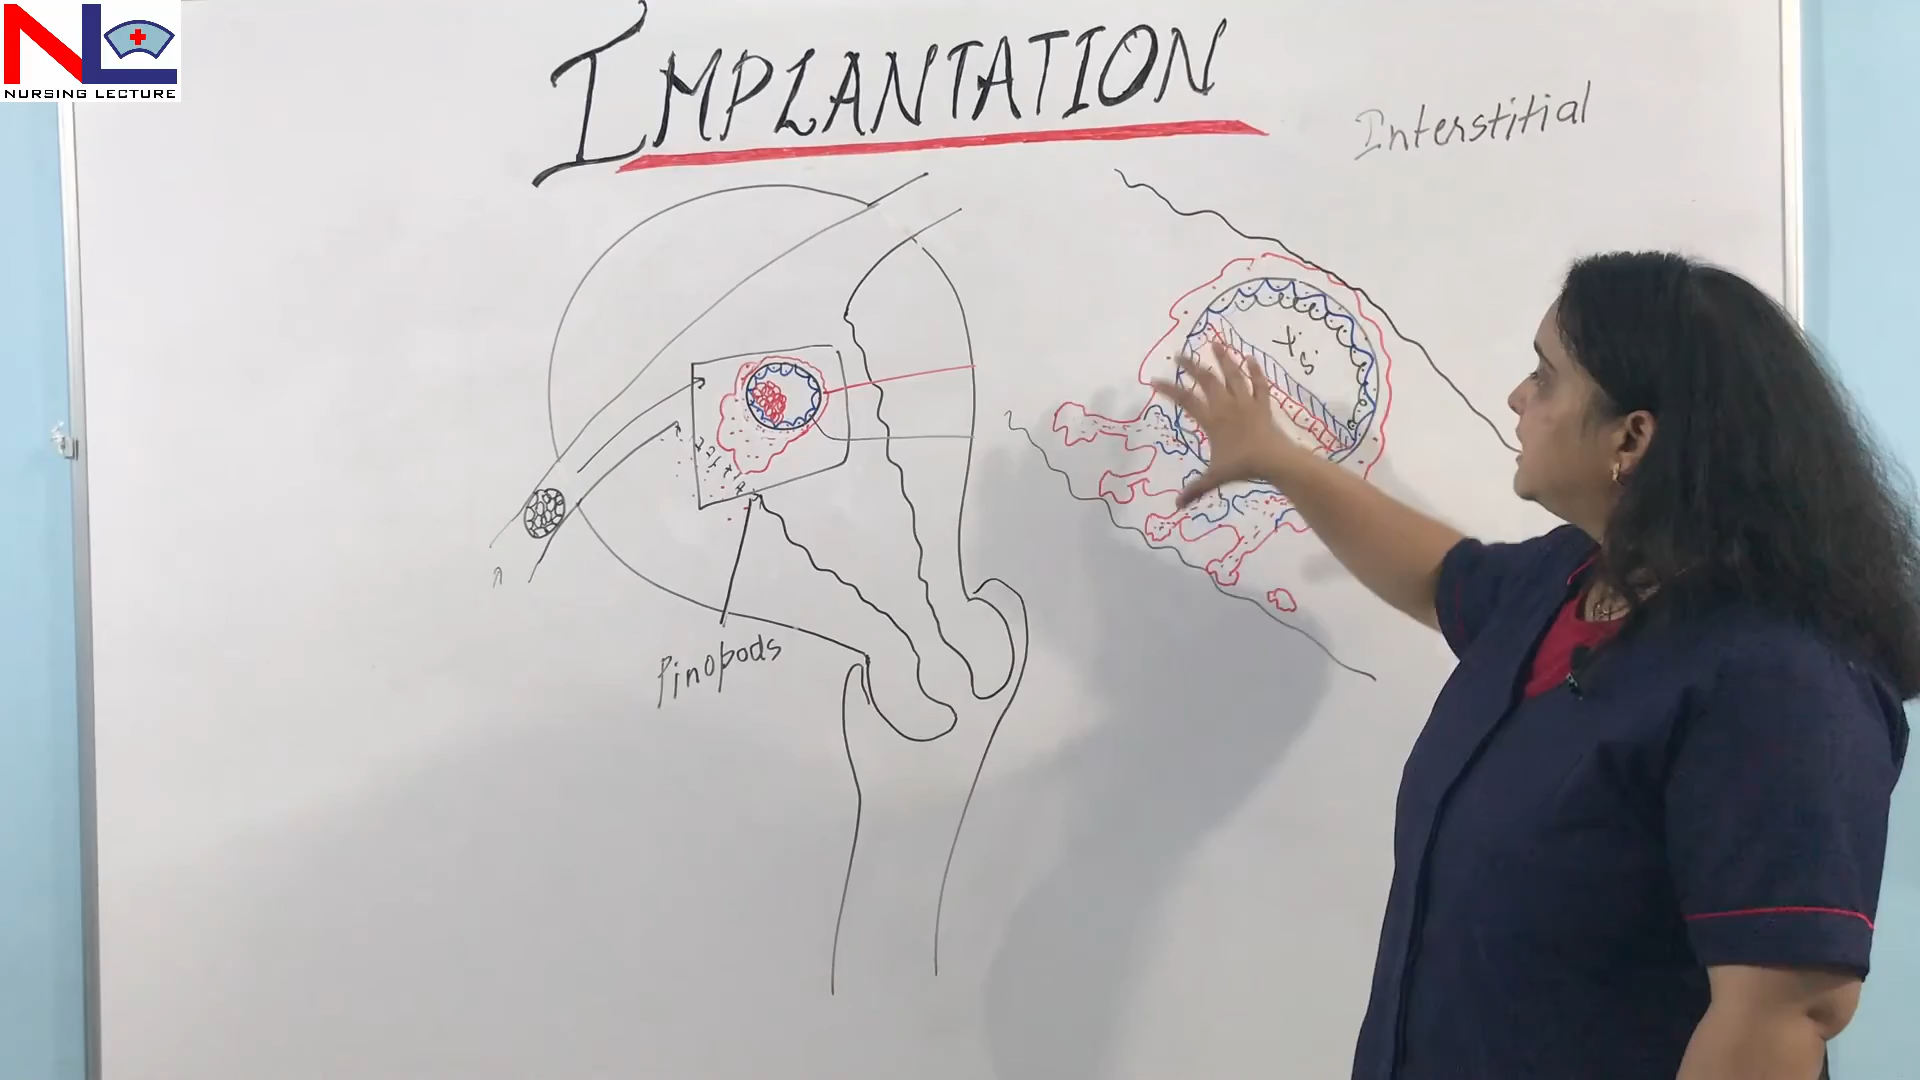 NL
NURSING LECTURE
IMPLANTATION
Interstitial
Pinopods